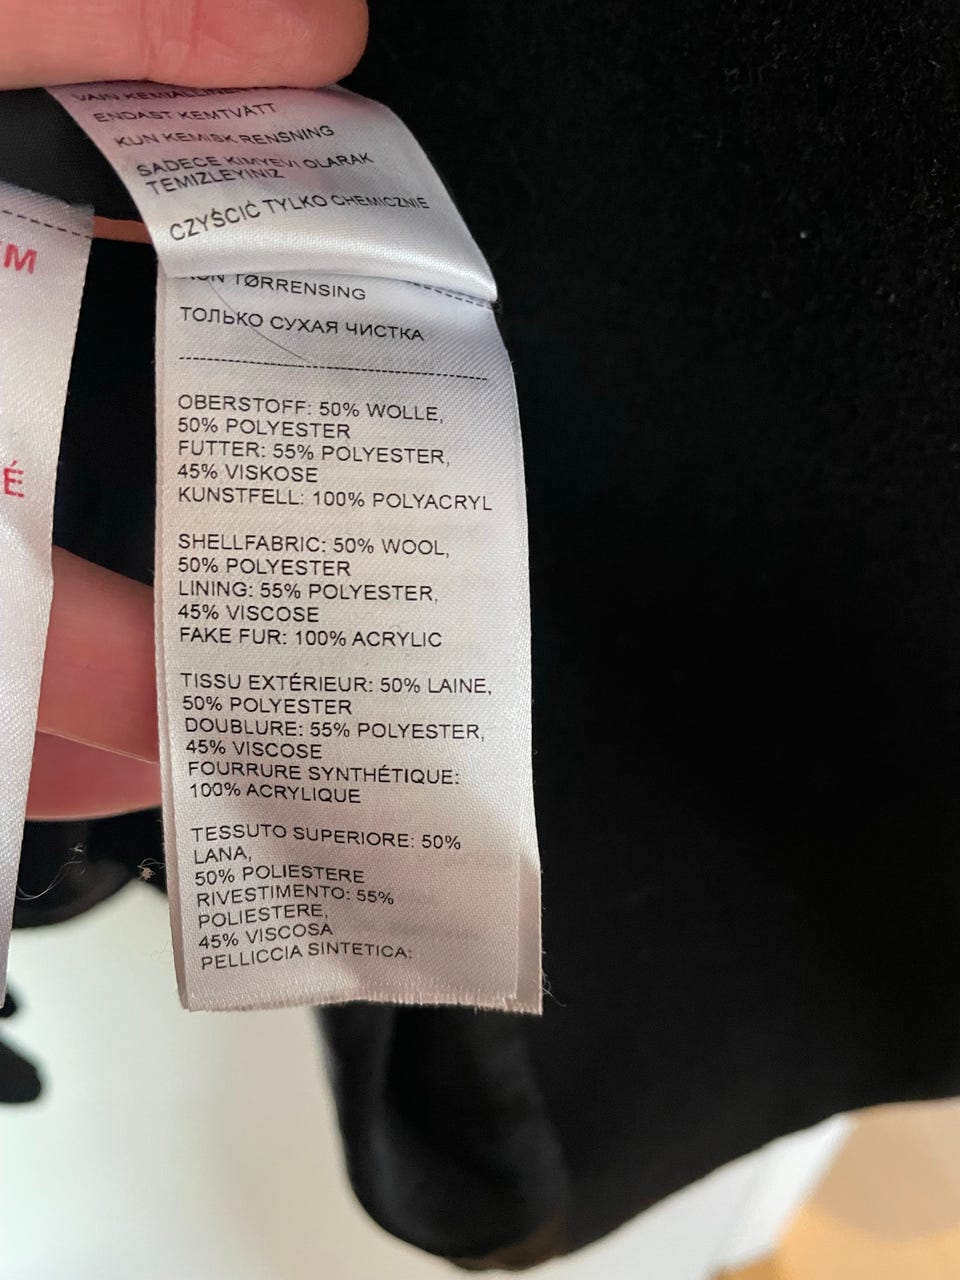 VAIN KEMIALLINEN
ENDAST KEMTVÄTT
KUN KEMISK RENSNING
SADECE KIMYEVI OLARAK
TEMIZLEYINIZ
CZYŚCIĆ TYLKO CHEMICZNIE
KUN TØRRENSING
ТОЛЬКО СУХАЯ ЧИСТКА
OBERSTOFF: 50% WOLLE,
50% POLYESTER
FUTTER: 55% POLYESTER,
45% VISKOSE
KUNSTFELL: 100% POLYACRYL
SHELLFABRIC: 50% WOOL,
50% POLYESTER
LINING: 55% POLYESTER,
45% VISCOSE
FAKE FUR: 100% ACRYLIC
TISSU EXTÉRIEUR: 50% LAINE,
50% POLYESTER
DOUBLURE: 55% POLYESTER,
45% VISCOSE
FOURRURE SYNTHÉTIQUE:
100% ACRYLIQUE
TESSUTO SUPERIORE: 50%
LANA,
50% POLIESTERE
RIVESTIMENTO: 55%
POLIESTERE,
45% VISCOSA
PELLICCIA SINTETICA:
M
É